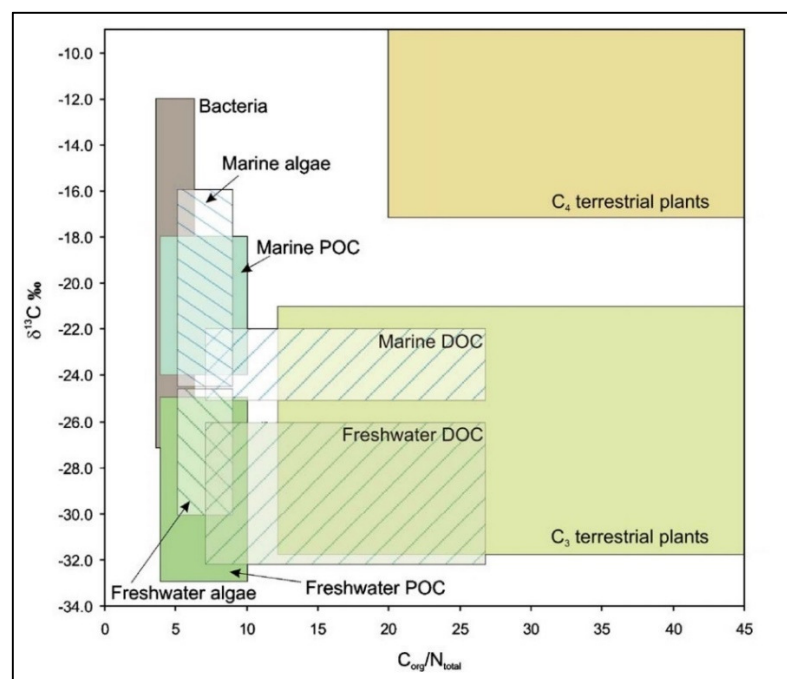 -10.0
-12.0
-14.0
-16.0
-18.0
-20.0
-22.0
-24.0
-26.0
-28.0
-30.0
-32.0
-34.0
δ¹³C ‰
Bacteria
Marine algae
C₄ terrestrial plants
Marine POC
Marine DOC
Freshwater DOC
C₃ terrestrial plants
Freshwater algae
Freshwater POC
0 5 10 15 20 25 30 35 40 45
Cₒᵣg/Nₜₒₜₐₗ